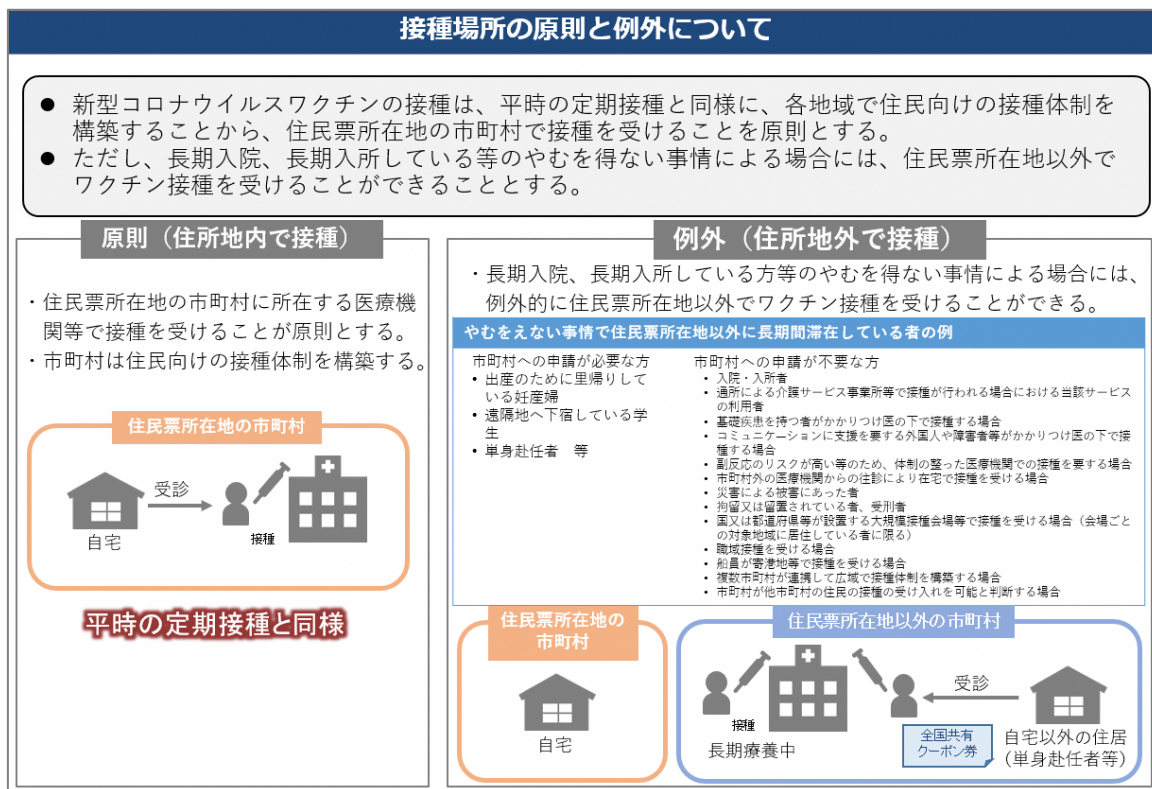 接種場所の原則と例外について
● 新型コロナウイルスワクチンの接種は、平時の定期接種と同様に、各地域で住民向けの接種体制を
構築することから、住民票所在地の市町村で接種を受けることを原則とする。
● ただし、長期入院、長期入所している等のやむを得ない事情による場合には、住民票所在地以外で
ワクチン接種を受けることができることとする。
原則（住所地内で接種）
・住民票所在地の市町村に所在する医療機
関等で接種を受けることが原則とする。
・市町村は住民向けの接種体制を構築する。
住民票所在地の市町村
受診
自宅
接種
平時の定期接種と同様
例外（住所地外で接種）
・長期入院、長期入所している方等のやむを得ない事情による場合には、
例外的に住民票所在地以外でワクチン接種を受けることができる。
やむをえない事情で住民票所在地以外に長期間滞在している者の例
市町村への申請が必要な方
• 出産のために里帰りして
いる妊産婦
• 遠隔地へ下宿している学
生
• 単身赴任者　等
市町村への申請が不要な方
• 入院・入所者
• 通所による介護サービス事業所等で接種が行われる場合における当該サービス
の利用者
• 基礎疾患を持つ者がかかりつけ医の下で接種する場合
• コミュニケーションに支援を要する外国人や障害者等がかかりつけ医の下で接
種する場合
• 副反応のリスクが高い等のため、体制の整った医療機関での接種を要する場合
• 市町村外の医療機関からの往診により在宅で接種を受ける場合
• 災害による被害にあった者
• 拘留又は留置されている者、受刑者
• 国又は都道府県等が設置する大規模接種会場等で接種を受ける場合（会場ごと
の対象地域に居住している者に限る）
• 職域接種を受ける場合
• 船員が寄港地等で接種を受ける場合
• 複数市町村が連携して広域で接種体制を構築する場合
• 市町村が他市町村の住民の接種の受け入れを可能と判断する場合
住民票所在地の
市町村
自宅
住民票所在地以外の市町村
接種
長期療養中
受診
全国共有
クーポン券
自宅以外の住居
（単身赴任者等）